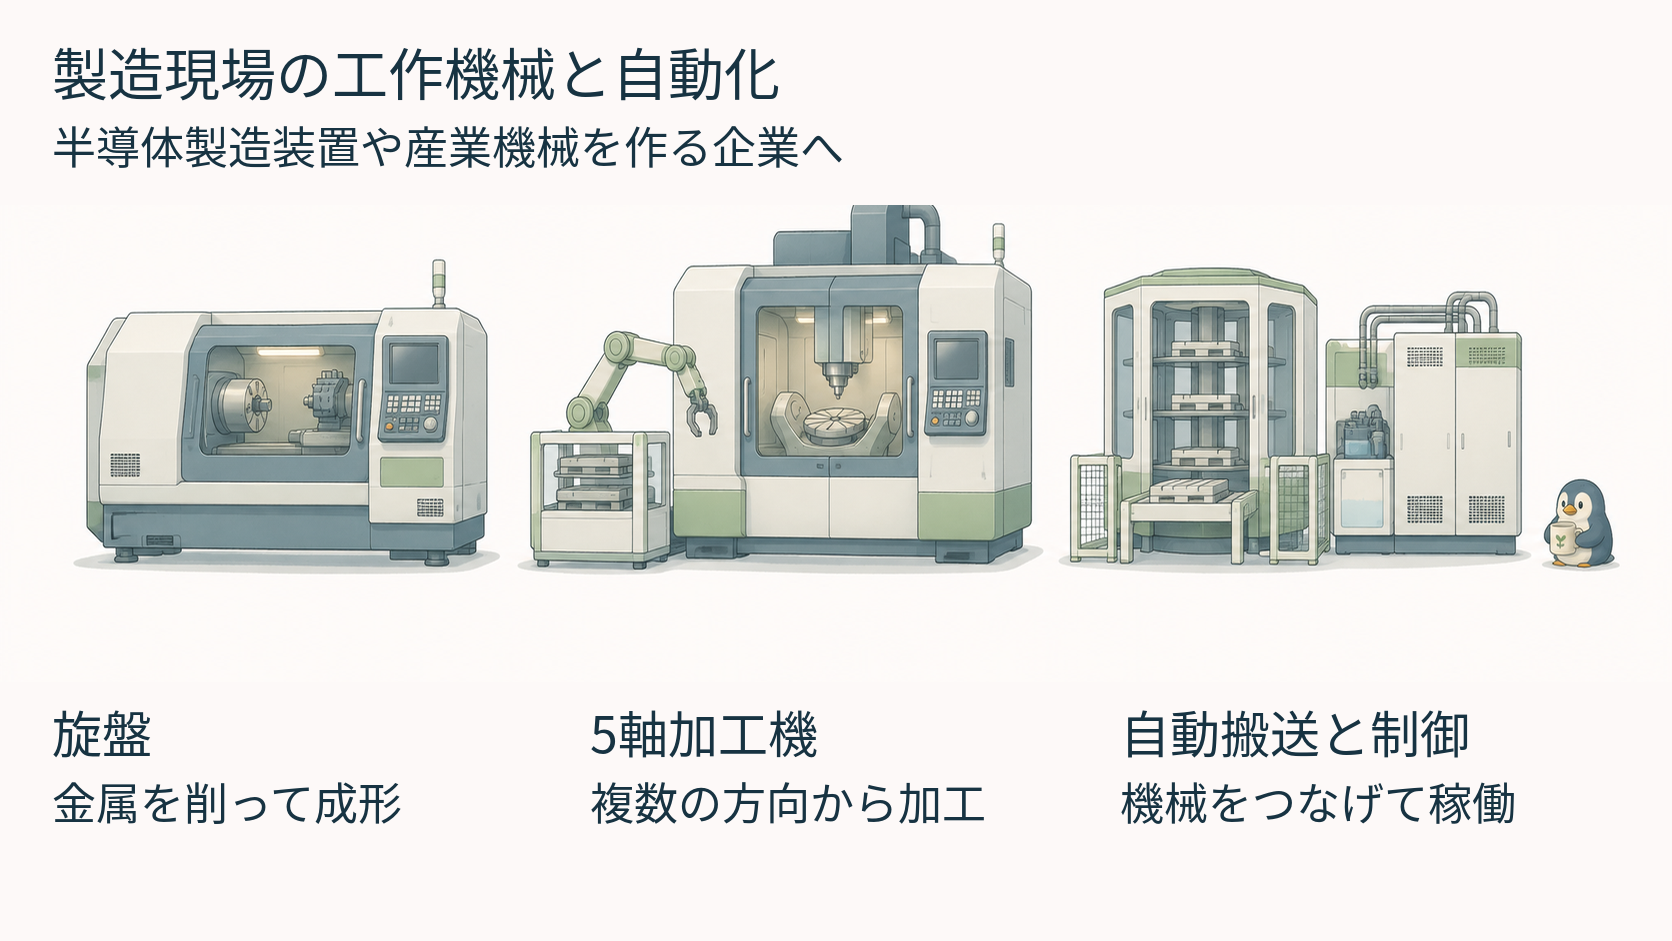 製造現場の工作機械と自動化
半導体製造装置や産業機械を作る企業へ
旋盤
金属を削って成形
5軸加工機
複数の方向から加工
自動搬送と制御
機械をつなげて稼働